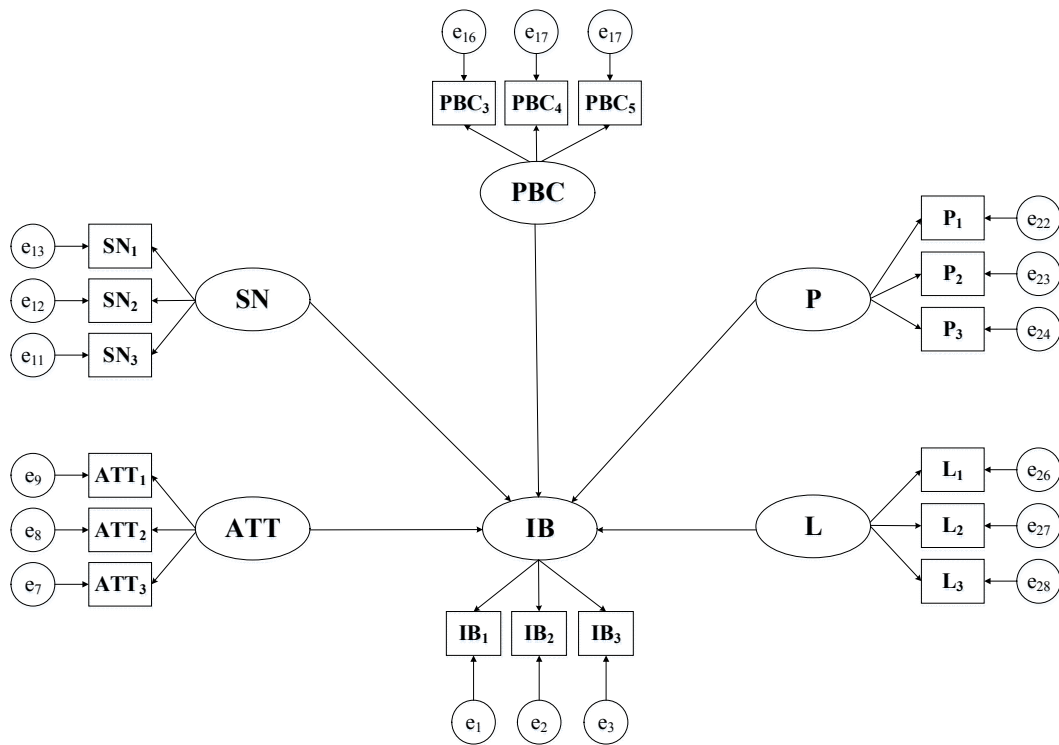 e16 e17 e17
PBC3 PBC4 PBC5
PBC
e13 SN1
e12 SN2
e11 SN3
SN
P
P1 e22
P2 e23
P3 e24
e9 ATT1
e8 ATT2
e7 ATT3
ATT
IB
L
L1 e26
L2 e27
L3 e28
IB1 IB2 IB3
e1 e2 e3